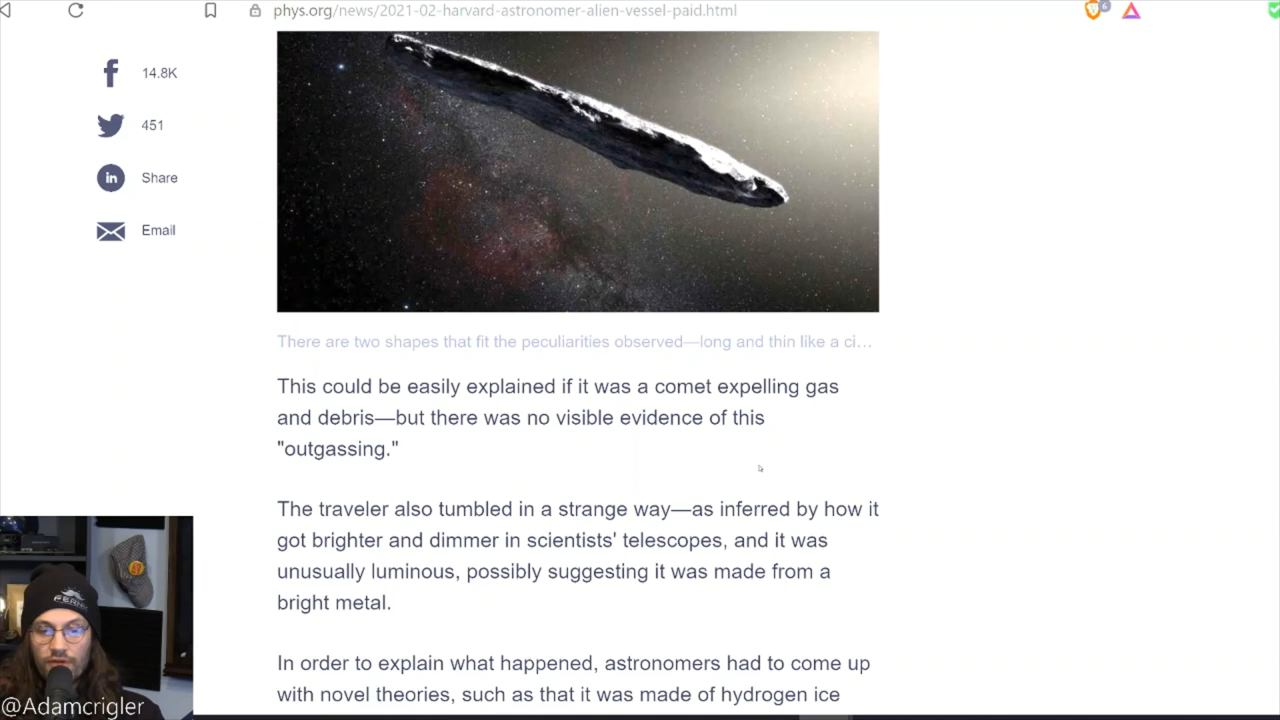 phys.org/news/2021-02-harvard-astronomer-alien-vessel-paid.html
6
14.8K
451
in
Share
Email
There are two shapes that fit the peculiarities observed—long and thin like a ci...
This could be easily explained if it was a comet expelling gas
and debris—but there was no visible evidence of this
"outgassing."
The traveler also tumbled in a strange way—as inferred by how it
got brighter and dimmer in scientists' telescopes, and it was
unusually luminous, possibly suggesting it was made from a
bright metal.
In order to explain what happened, astronomers had to come up
with novel theories, such as that it was made of hydrogen ice
@Adamcrigler